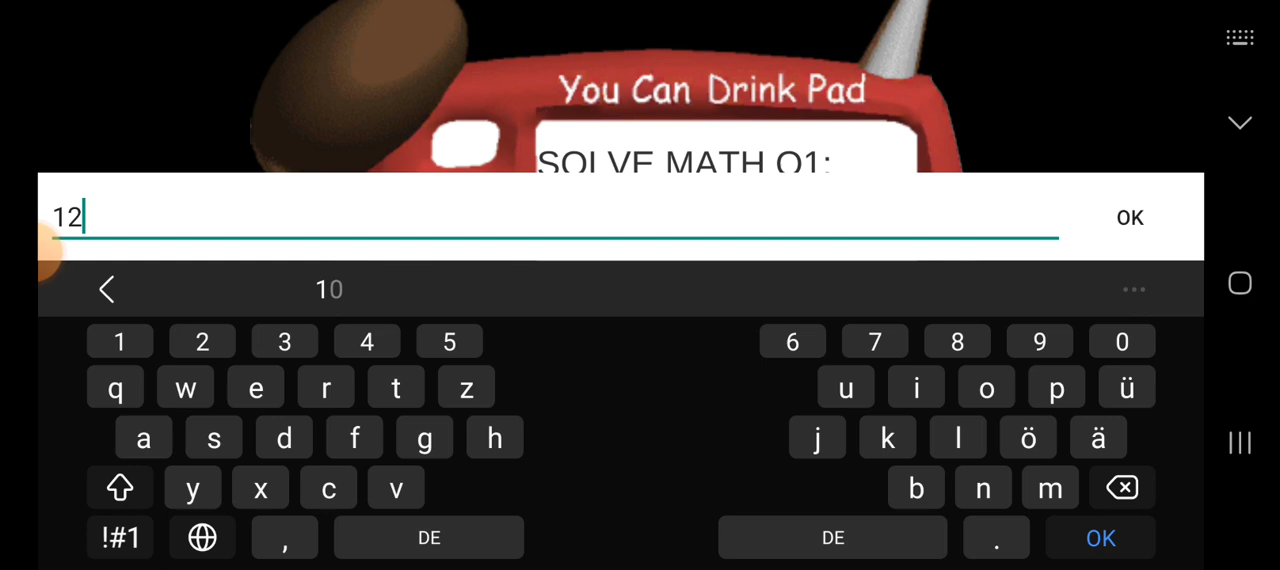 You Can Drink Pad
SOLVE MATH Q1:
12
OK
10
1 2 3 4 5 6 7 8 9 0
q w e r t z u i o p ü
a s d f g h j k l ö ä
y x c v b n m
!#1 , DE DE . OK